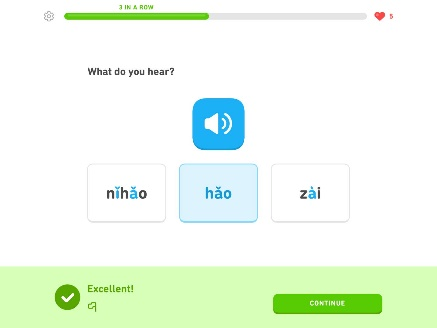 3 IN A ROW
5
What do you hear?
nǐhǎo
hǎo
zài
Excellent!
CONTINUE